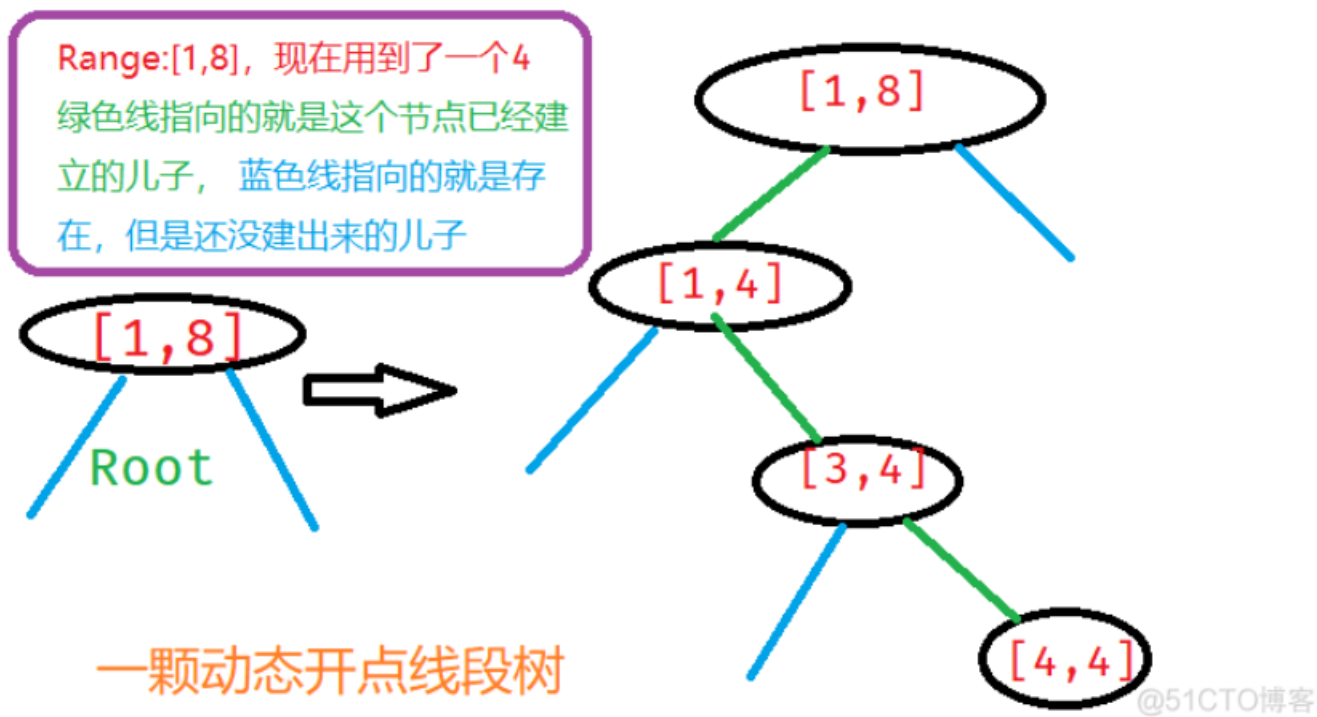 Range:[1,8]，现在用到了一个4
绿色线指向的就是这个节点已经建
立的儿子， 蓝色线指向的就是存
在，但是还没建出来的儿子
[1,8]
Root
[1,8]
[1,4]
[3,4]
[4,4]
一颗动态开点线段树
@51CTO博客